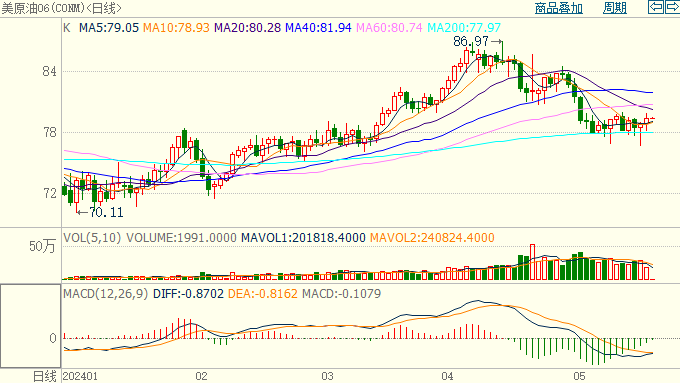 美原油06(CONM)<日线> 商品叠加 周期
K MA5:79.05 MA10:78.93 MA20:80.28 MA40:81.94 MA60:80.74 MA200:77.97
86.97
84
78
72
70.11
VOL(5,10) VOLUME:1991.0000 MAVOL1:201818.4000 MAVOL2:240824.4000
50万
MACD(12,26,9) DIFF:-0.8702 DEA:-0.8162 MACD:-0.1079
0
日线 202401 02 03 04 05